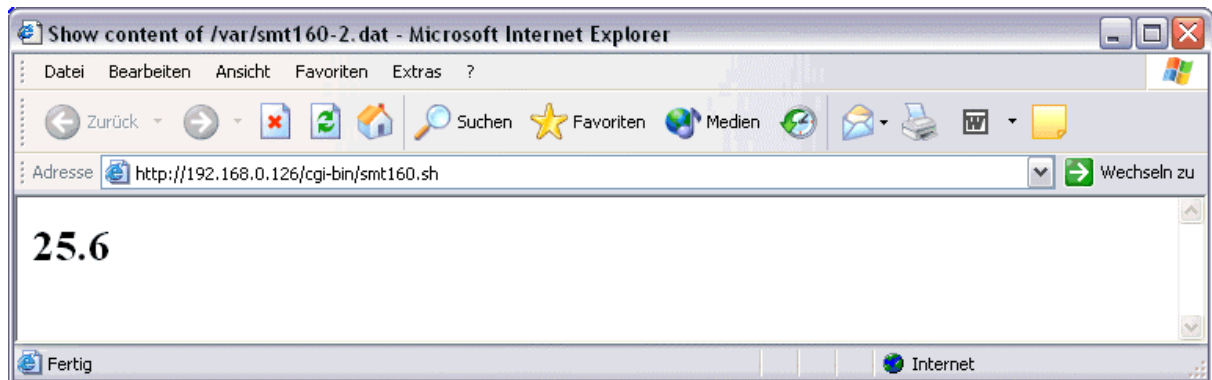 Show content of /var/smt160-2.dat - Microsoft Internet Explorer
Datei Bearbeiten Ansicht Favoriten Extras ?
Zurück Suchen Favoriten Medien W
Adresse http://192.168.0.126/cgi-bin/smt160.sh Wechseln zu
25.6
Fertig Internet